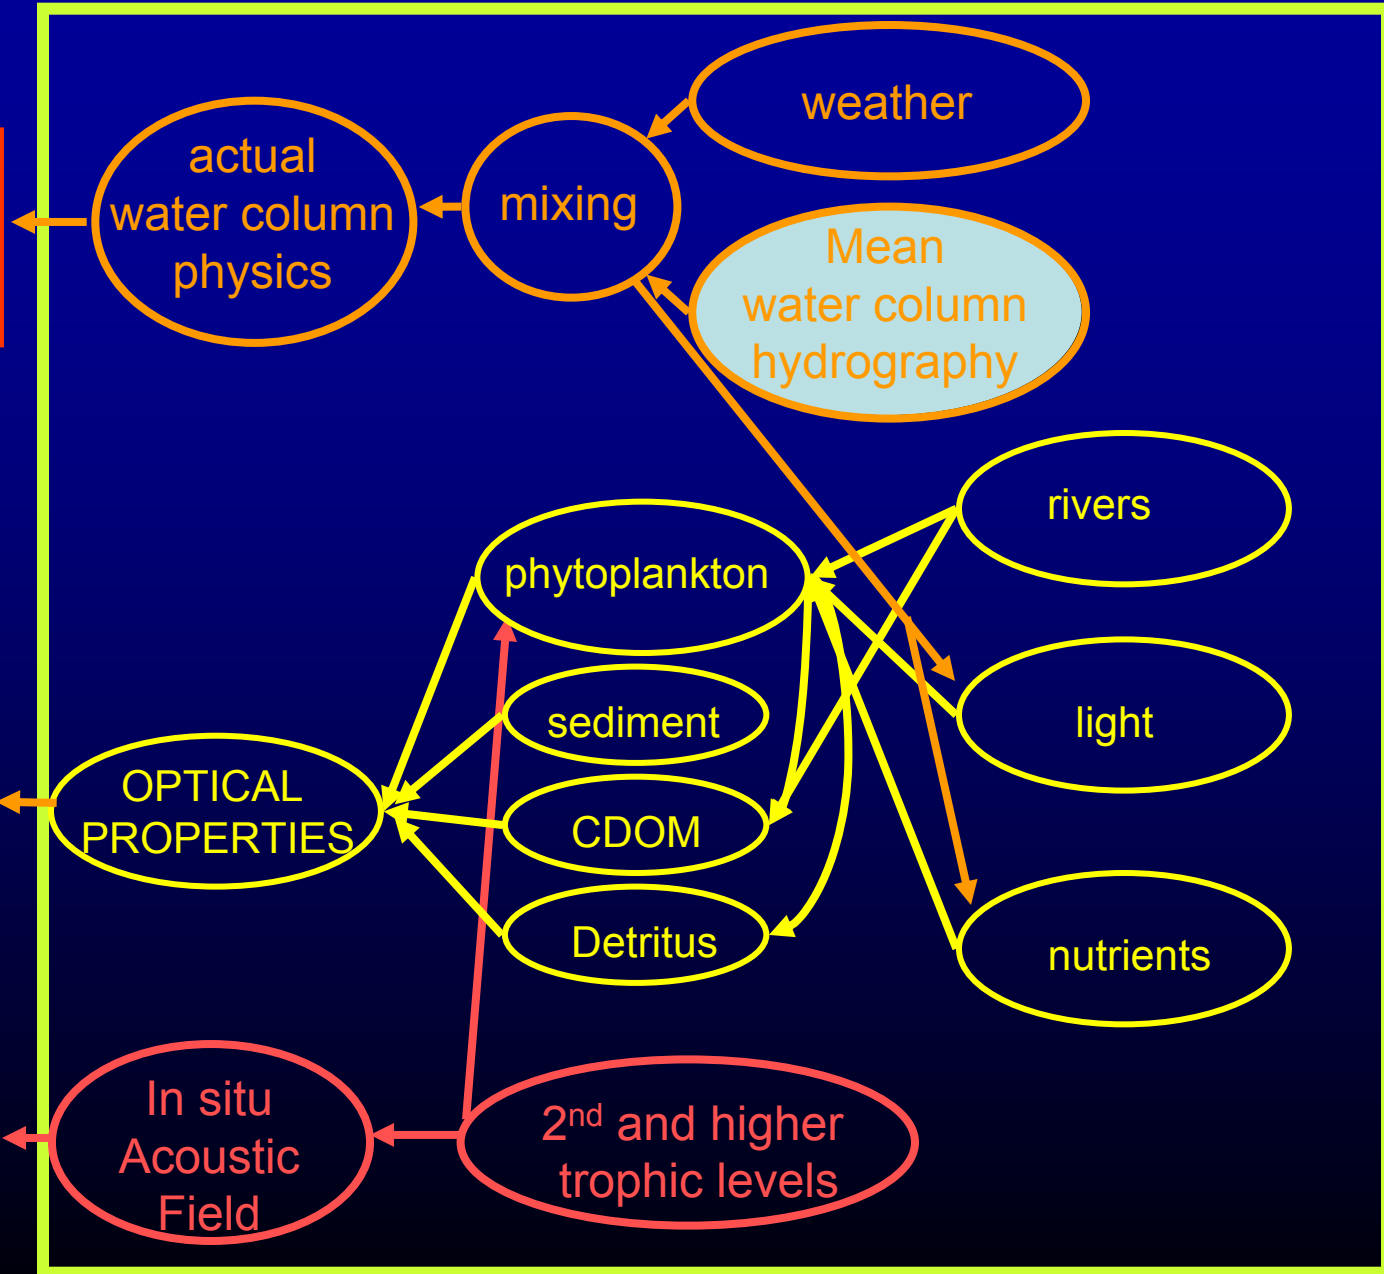 weather
actual
water column
physics
mixing
Mean
water column
hydrography
rivers
phytoplankton
sediment
light
OPTICAL
PROPERTIES
CDOM
Detritus
nutrients
In situ
Acoustic
Field
2nd and higher
trophic levels